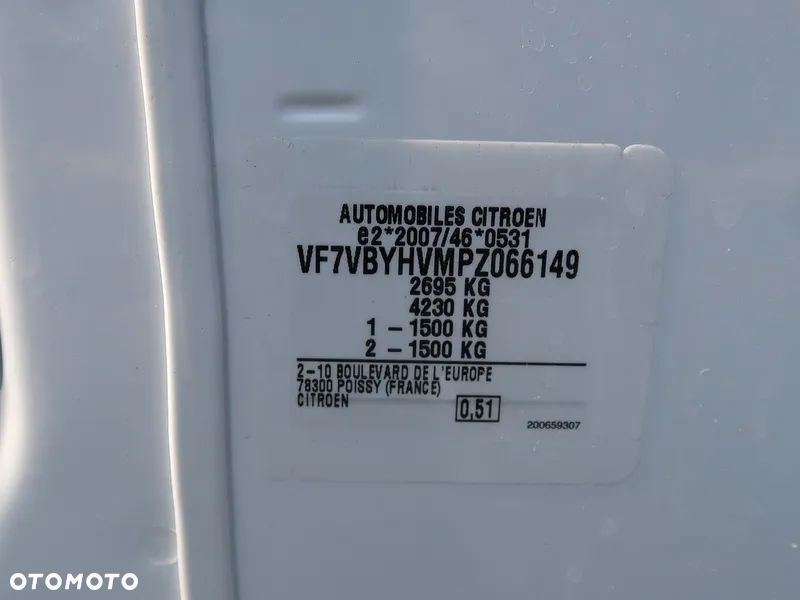 AUTOMOBILES CITROEN
e2*2007/46*0531
VF7VBYHVMPZ066149
2695 KG
4230 KG
1 - 1500 KG
2 - 1500 KG
2-10 BOULEVARD DE L'EUROPE
78300 POISSY (FRANCE)
CITROEN
0,51
200659307
OTOMOTO